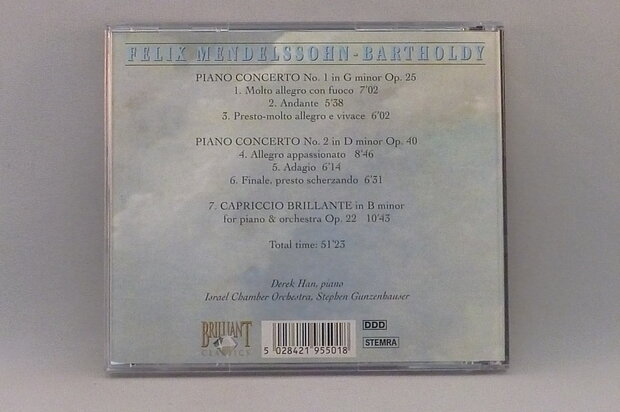 FELIX MENDELSSOHN-BARTHOLDY
PIANO CONCERTO No. 1 in G minor Op. 25
1. Molto allegro con fuoco 7'02
2. Andante 5'38
3. Presto-molto allegro e vivace 6'02
PIANO CONCERTO No. 2 in D minor Op. 40
4. Allegro appassionato 8'46
5. Adagio 6'14
6. Finale, presto scherzando 6'31
7. CAPRICCIO BRILLANTE in B minor
for piano & orchestra Op. 22 10'43
Total time: 51'23
Derek Han, piano
Israel Chamber Orchestra, Stephen Gunzenhauser
BRILLIANT
CLASSICS
5 028421 955018
DDD
STEMRA